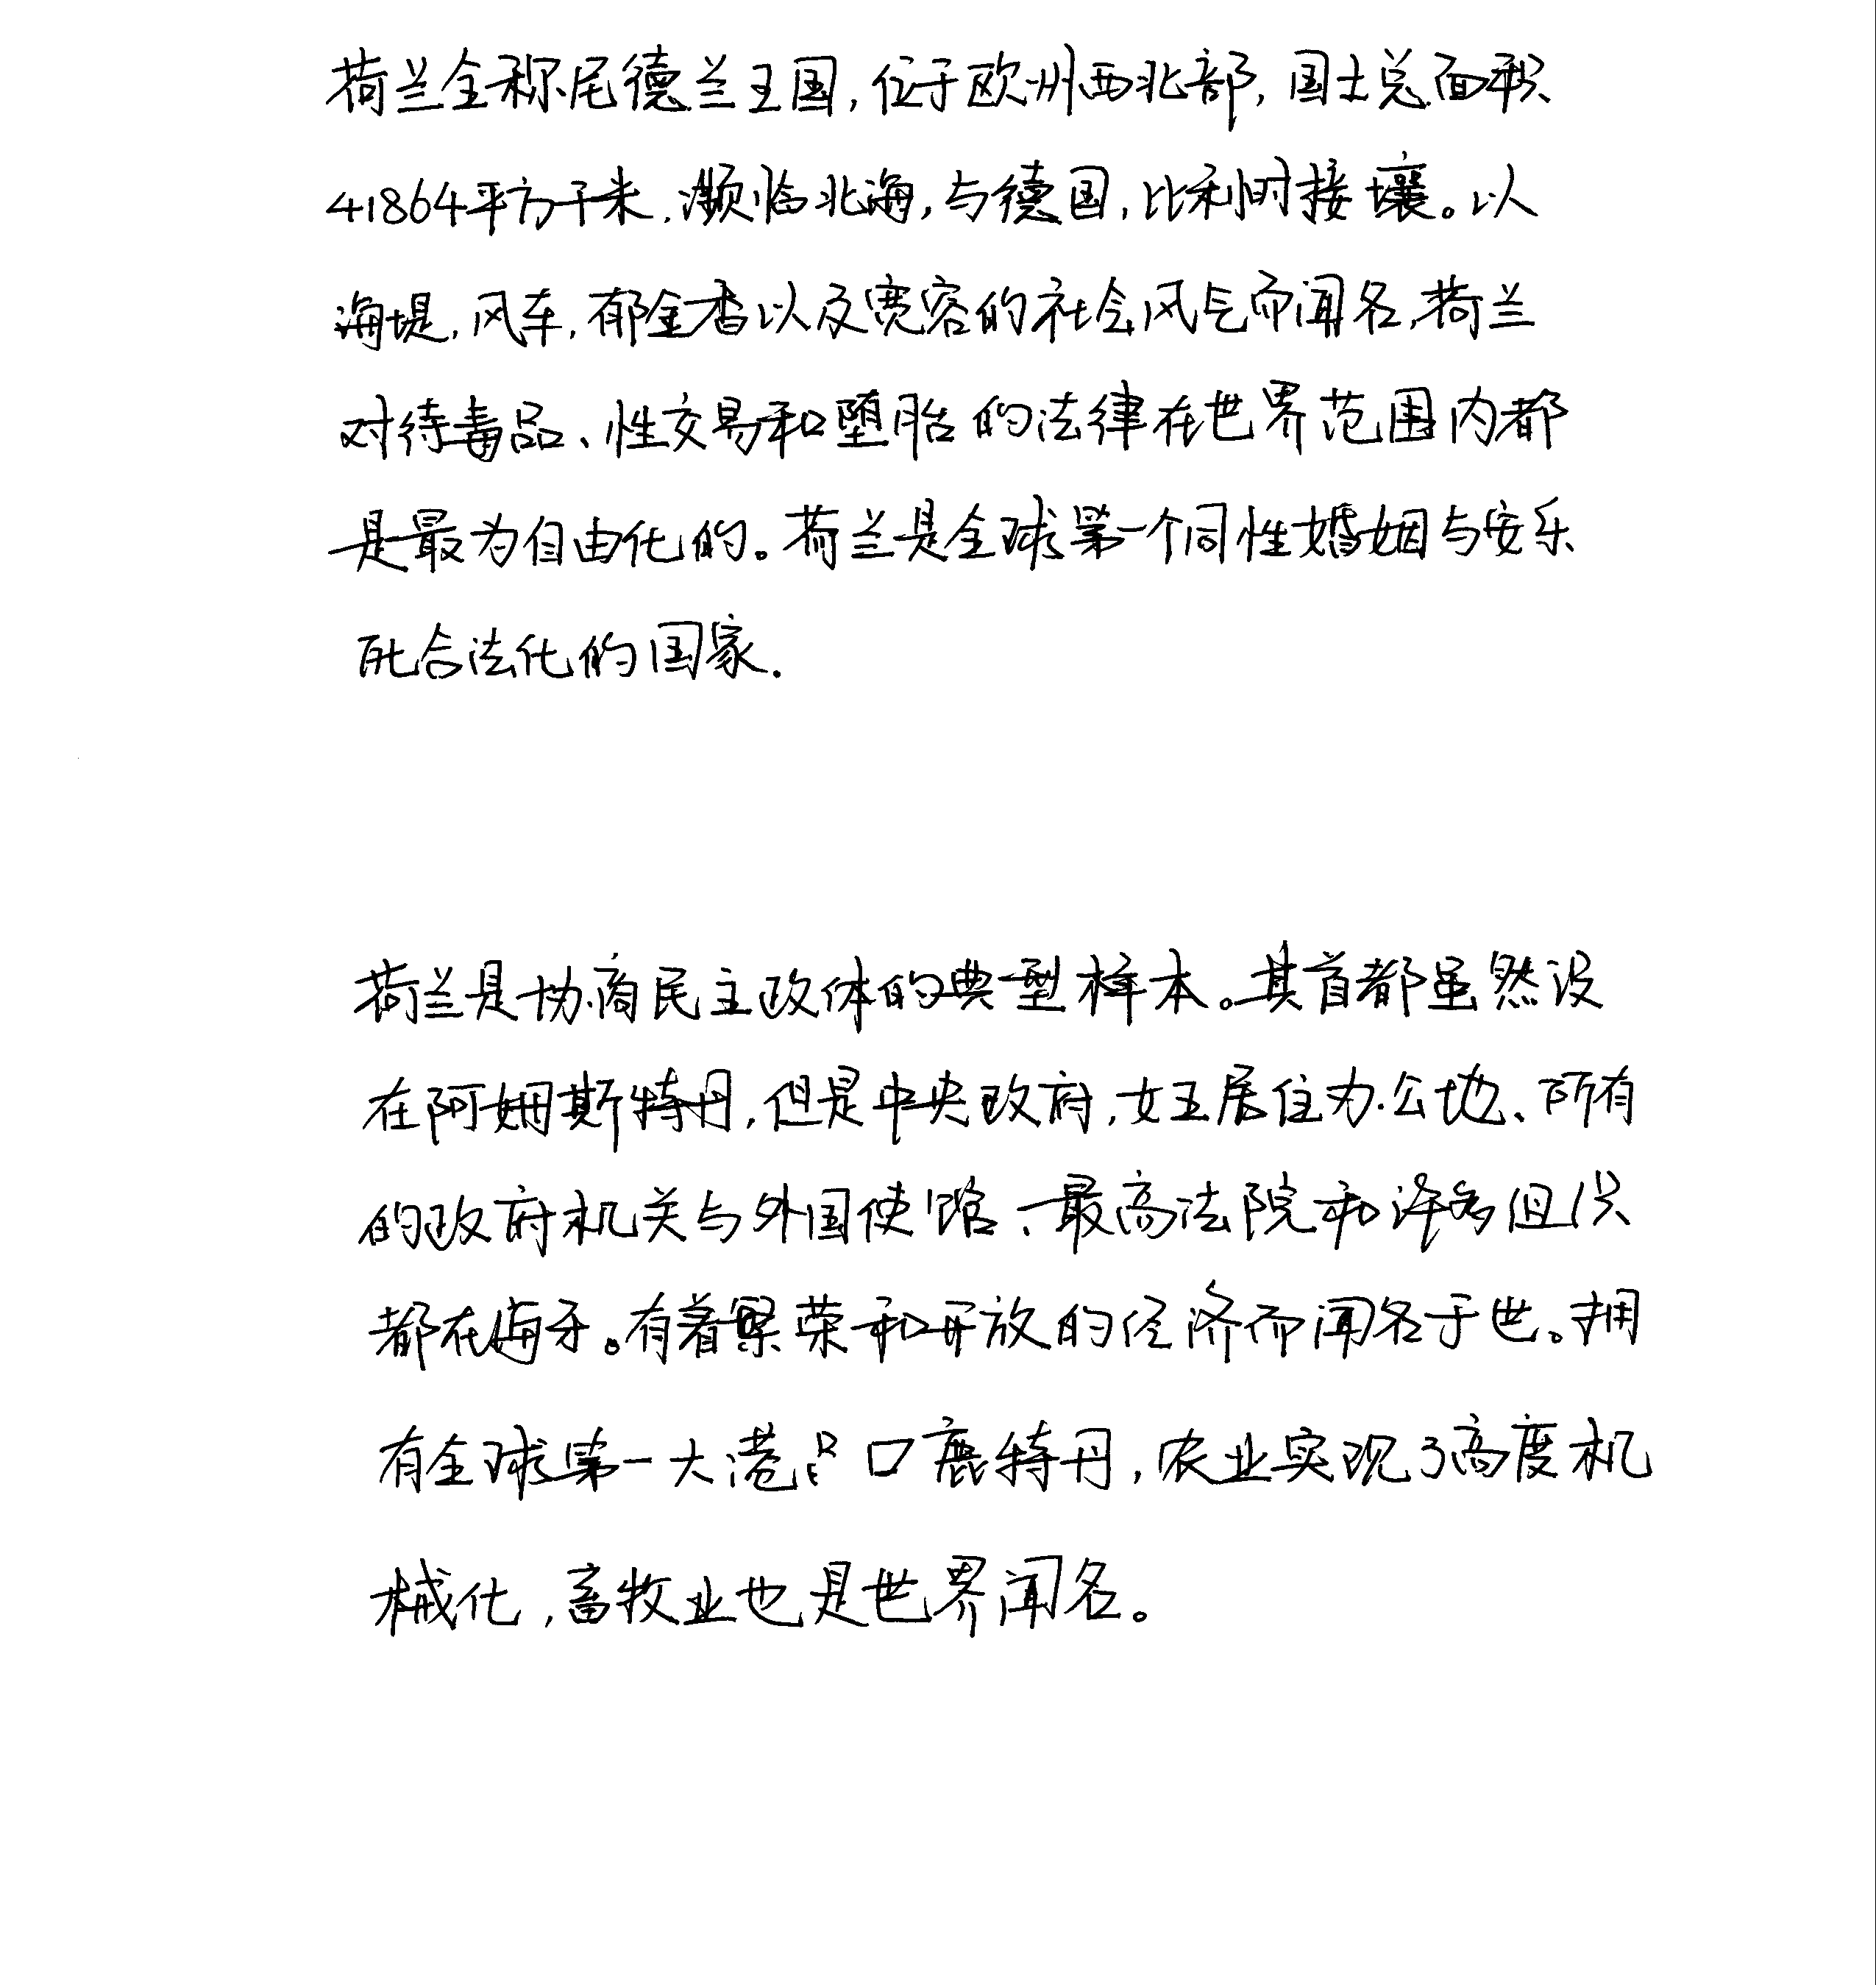 荷兰全称尼德兰王国,位于欧洲西北部,国土总面积
41864平方千米,濒临北海,与德国,比利时接壤。以
海堤,风车,郁金香以及宽容的社会风气而闻名,荷兰
对待毒品、性交易和堕胎的法律在世界范围内都
是最为自由化的。荷兰是全球第一个同性婚姻与安乐
死合法化的国家.
荷兰是协商民主政体的典型样本。其首都虽然设
在阿姆斯特丹,但是中央政府,女王居住办公地、所有
的政府机关与外国使馆、最高法院和许多组织
都在海牙。有着繁荣和开放的经济而闻名于世。拥
有全球第一大港口鹿特丹,农业实现了高度机
械化,畜牧业也是世界闻名。